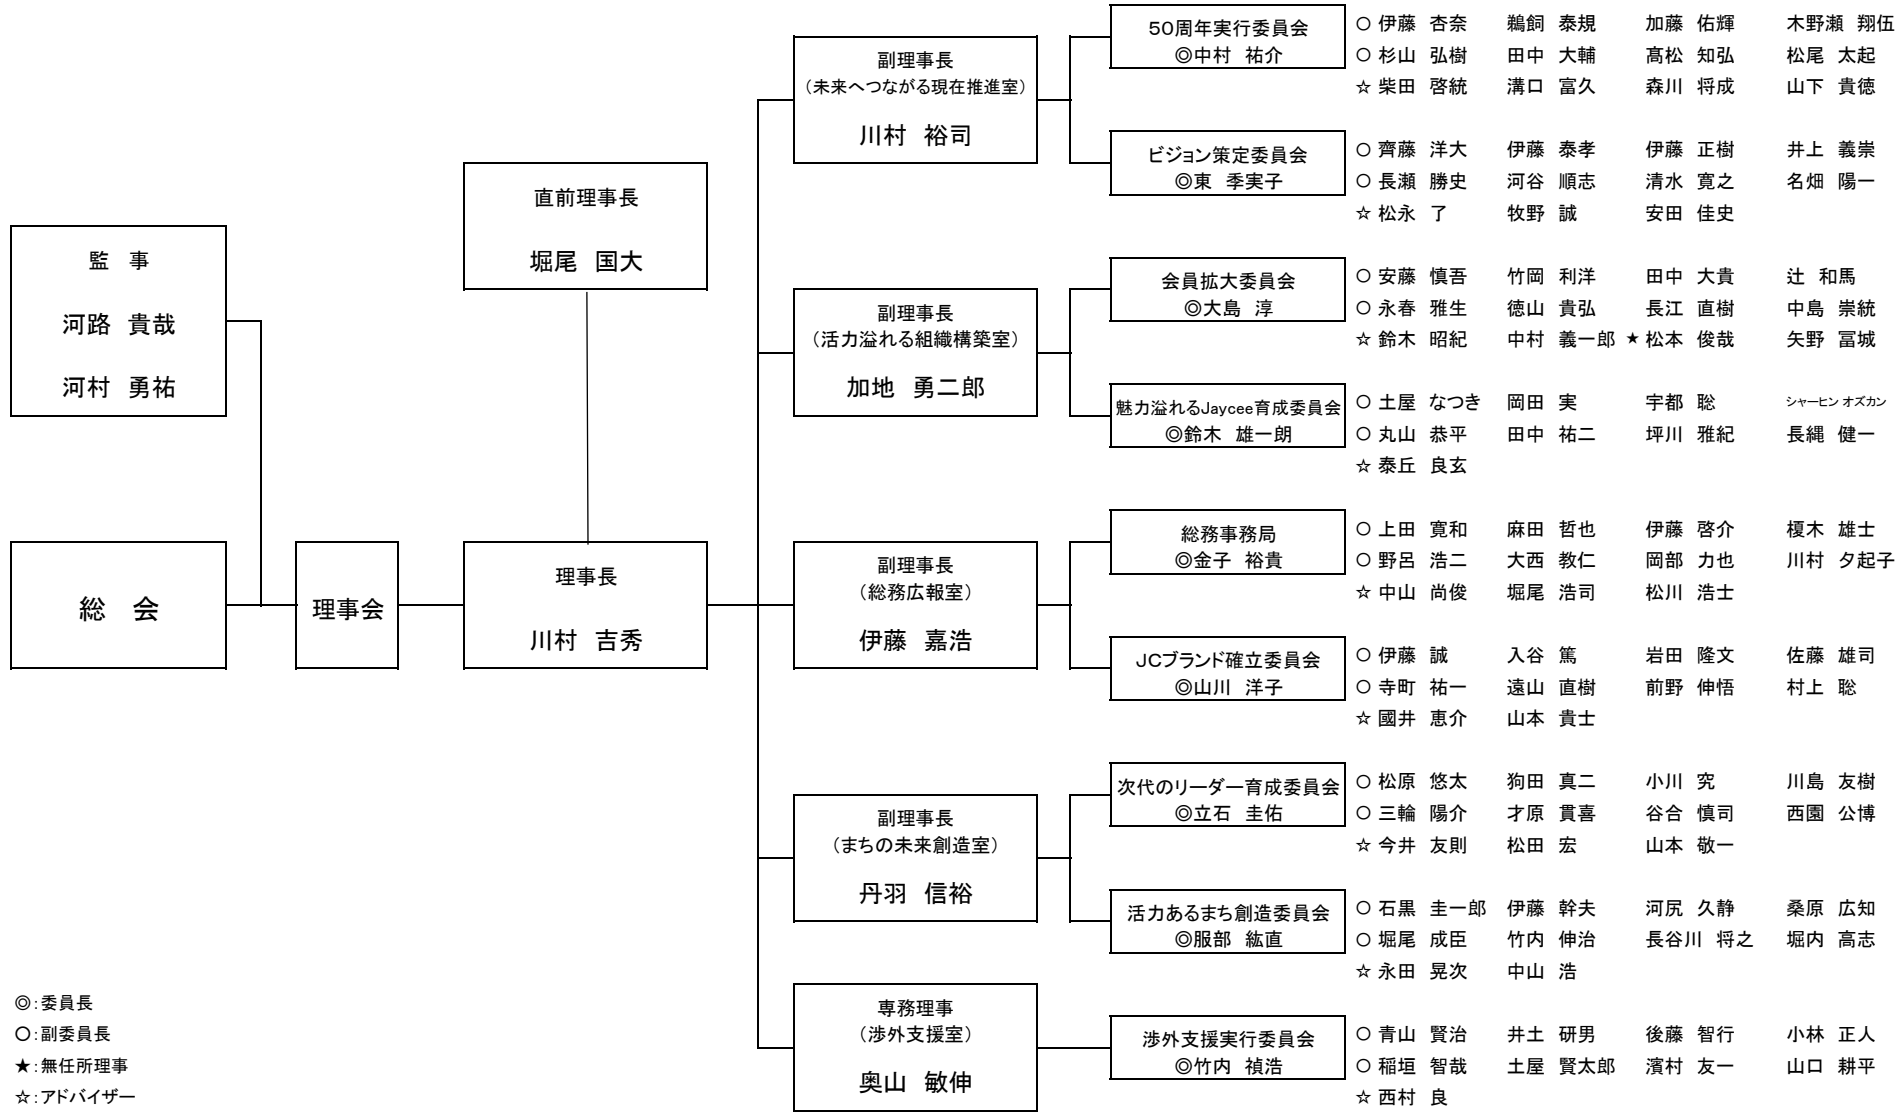 監　事
河路　貴哉
河村　勇祐
総　会
理事会
直前理事長
堀尾　国大
理事長
川村　吉秀
副理事長
（未来へつながる現在推進室）
川村　裕司
50周年実行委員会
◎中村　祐介
○ 伊藤　杏奈　鵜飼　泰規　加藤　佑輝　木野瀬　翔伍
○ 杉山　弘樹　田中　大輔　髙松　知弘　松尾　太起
☆ 柴田　啓統　溝口　富久　森川　将成　山下　貴徳
ビジョン策定委員会
◎東　季実子
○ 齊藤　洋大　伊藤　泰孝　伊藤　正樹　井上　義崇
○ 長瀬　勝史　河谷　順志　清水　寛之　名畑　陽一
☆ 松永　了　牧野　誠　安田　佳史
副理事長
（活力溢れる組織構築室）
加地　勇二郎
会員拡大委員会
◎大島　淳
○ 安藤　慎吾　竹岡　利洋　田中　大貴　辻　和馬
○ 永春　雅生　徳山　貴弘　長江　直樹　中島　崇統
☆ 鈴木　昭紀　中村　義一郎　★ 松本　俊哉　矢野　冨城
魅力溢れるJaycee育成委員会
◎鈴木　雄一朗
○ 土屋　なつき　岡田　実　宇都　聡　シャーヒン オズカン
○ 丸山　恭平　田中　祐二　坪川　雅紀　長縄　健一
☆ 泰丘　良玄
副理事長
（総務広報室）
伊藤　嘉浩
総務事務局
◎金子　裕貴
○ 上田　寛和　麻田　哲也　伊藤　啓介　榎木　雄士
○ 野呂　浩二　大西　教仁　岡部　力也　川村　夕起子
☆ 中山　尚俊　堀尾　浩司　松川　浩士
JCブランド確立委員会
◎山川　洋子
○ 伊藤　誠　入谷　篤　岩田　隆文　佐藤　雄司
○ 寺町　祐一　遠山　直樹　前野　伸悟　村上　聡
☆ 國井　恵介　山本　貴士
副理事長
（まちの未来創造室）
丹羽　信裕
次代のリーダー育成委員会
◎立石　圭佑
○ 松原　悠太　狗田　真二　小川　究　川島　友樹
○ 三輪　陽介　才原　貫喜　谷合　慎司　西園　公博
☆ 今井　友則　松田　宏　山本　敬一
活力あるまち創造委員会
◎服部　紘直
○ 石黒　圭一郎　伊藤　幹夫　河尻　久静　桑原　広知
○ 堀尾　成臣　竹内　伸治　長谷川　将之　堀内　高志
☆ 永田　晃次　中山　浩
専務理事
（渉外支援室）
奥山　敏伸
渉外支援実行委員会
◎竹内　禎浩
○ 青山　賢治　井土　研男　後藤　智行　小林　正人
○ 稲垣　智哉　土屋　賢太郎　濱村　友一　山口　耕平
☆ 西村　良
◎：委員長
○：副委員長
★：無任所理事
☆：アドバイザー